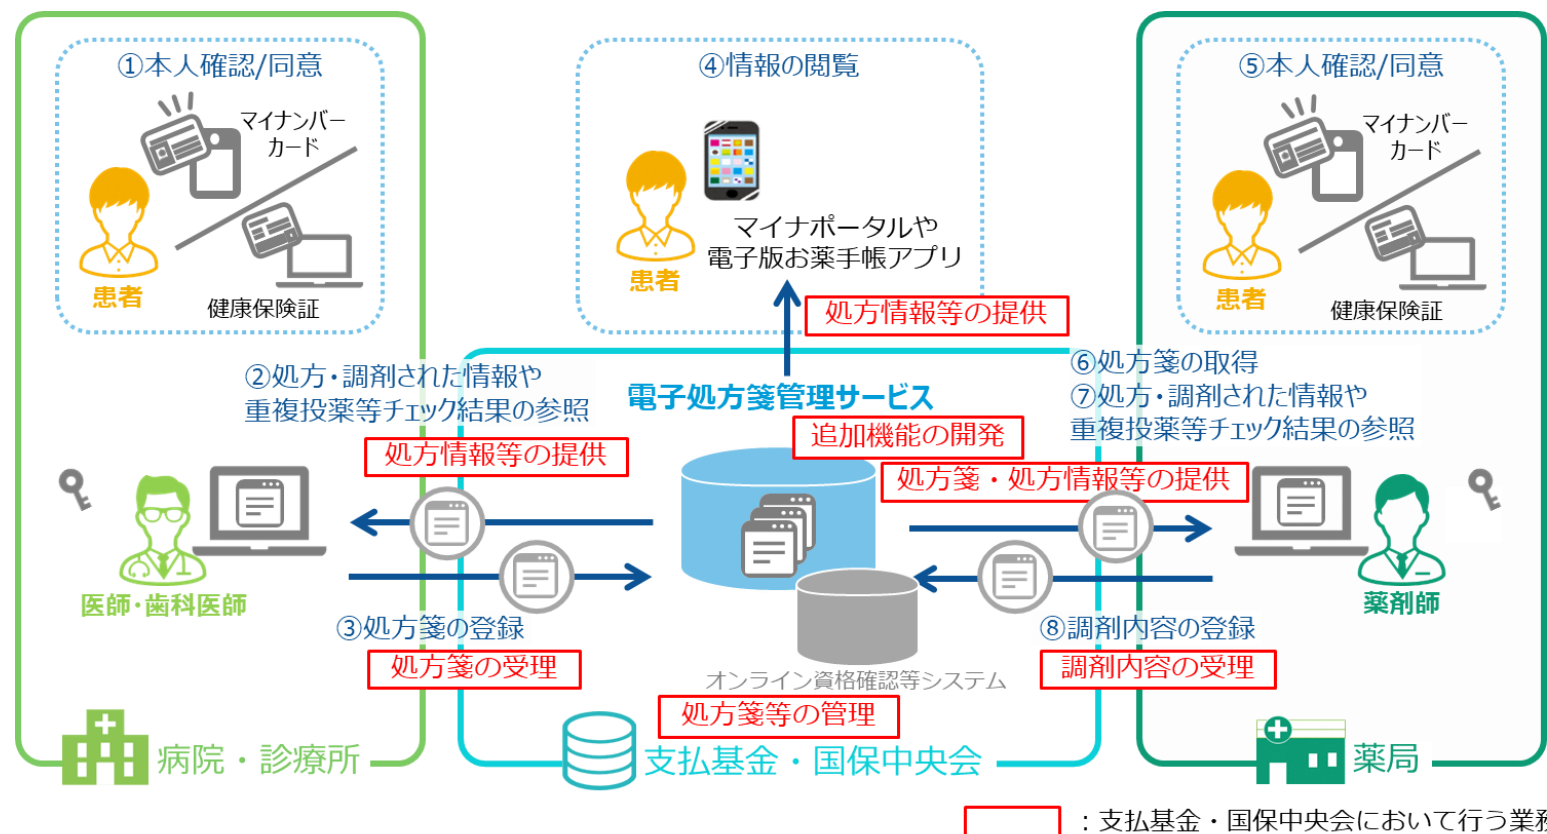 ①本人確認/同意
マイナンバー
カード
患者
健康保険証
④情報の閲覧
患者
マイナポータルや
電子版お薬手帳アプリ
処方情報等の提供
⑤本人確認/同意
マイナンバー
カード
患者
健康保険証
②処方・調剤された情報や
重複投薬等チェック結果の参照
処方情報等の提供
電子処方箋管理サービス
追加機能の開発
処方箋・処方情報等の提供
⑥処方箋の取得
⑦処方・調剤された情報や
重複投薬等チェック結果の参照
医師・歯科医師
③処方箋の登録
処方箋の受理
オンライン資格確認等システム
処方箋等の管理
薬剤師
⑧調剤内容の登録
調剤内容の受理
病院・診療所
支払基金・国保中央会
薬局
：支払基金・国保中央会において行う業務